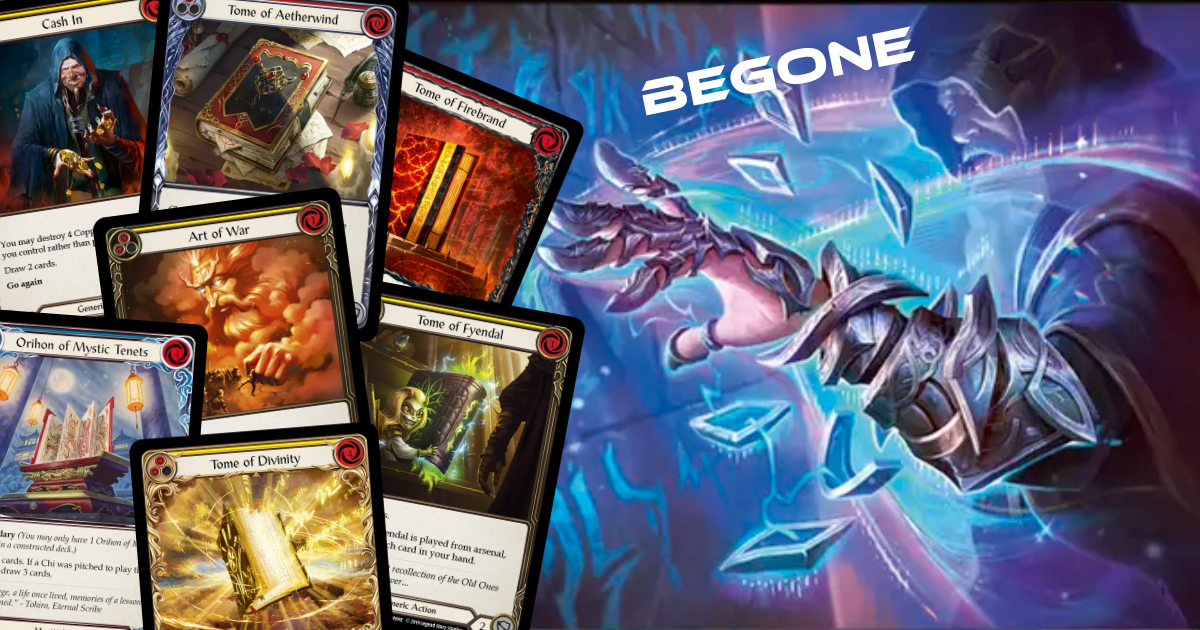 Cash In
You may destroy 4 Copp
you control rather than
Draw 2 cards.
Go again
Generi
Tome of Aetherwind
Tome of Firebrand
Art of War
Orihon of Mystic Tenets
dary (You may only have 1 Orihon of M
in a constructed deck.)
cards. If a Chi was pitched to play th
draw 3 cards.
ege, a life once lived, memories of a lesson
ned." - Tohira, Eternal Scribe
Tome of Fyendal
endal is played from arsenal,
ch card in your hand.
recollection of the Old Ones
ver...
neric Action
2
Tome of Divinity
BEGONE